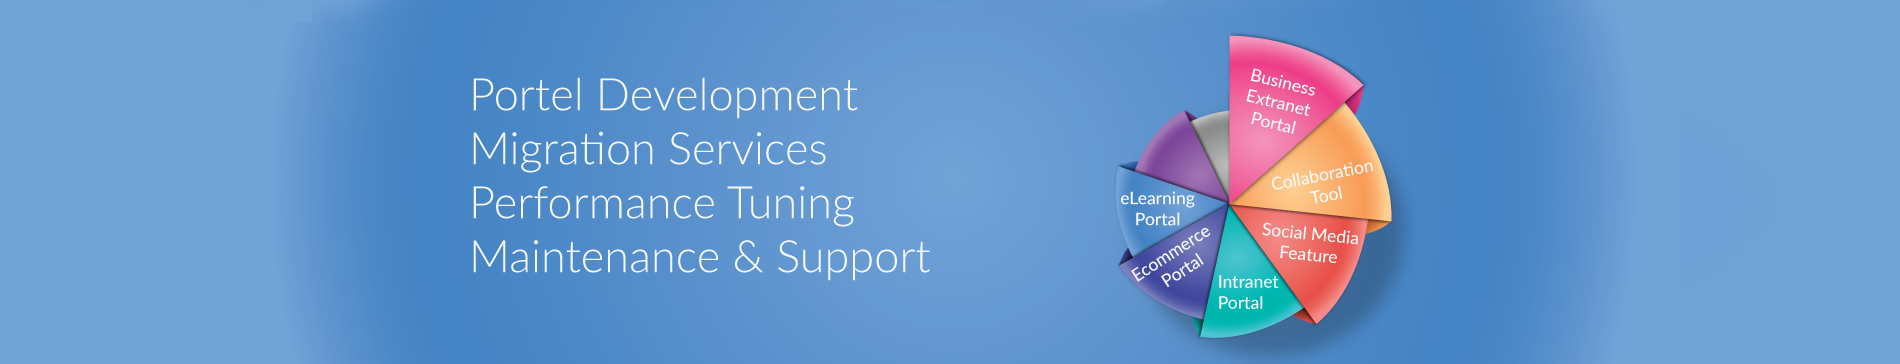 Portel Development
Migration Services
Performance Tuning
Maintenance & Support
Business
Extranet
Portal
Collaboration
Tool
Social Media
Feature
Intranet
Portal
Ecommerce
Portal
eLearning
Portal